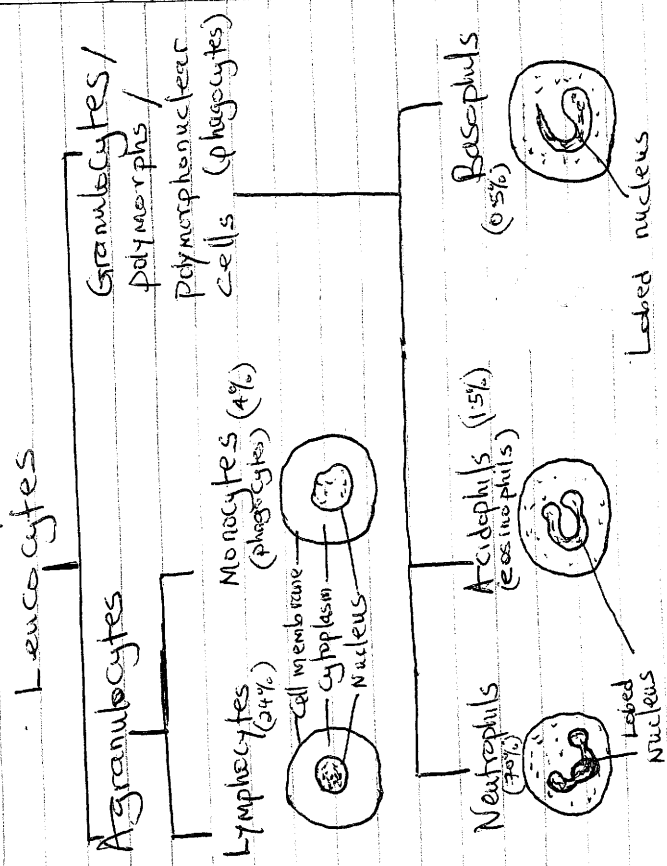 Leucocytes
Agranulocytes
Granulocytes/
polymorphs/
polymorphonuclear
cells (phagocytes)
Lymphocytes
(24%)
Monocytes (4%)
(phagocytes)
Cell membrane
Cytoplasm
Nucleus
Neutrophils
(70%)
Acidophils (1.5%)
(eosinophils)
Basophils
(0.5%)
Lobed
Nucleus
Lobed nucleus